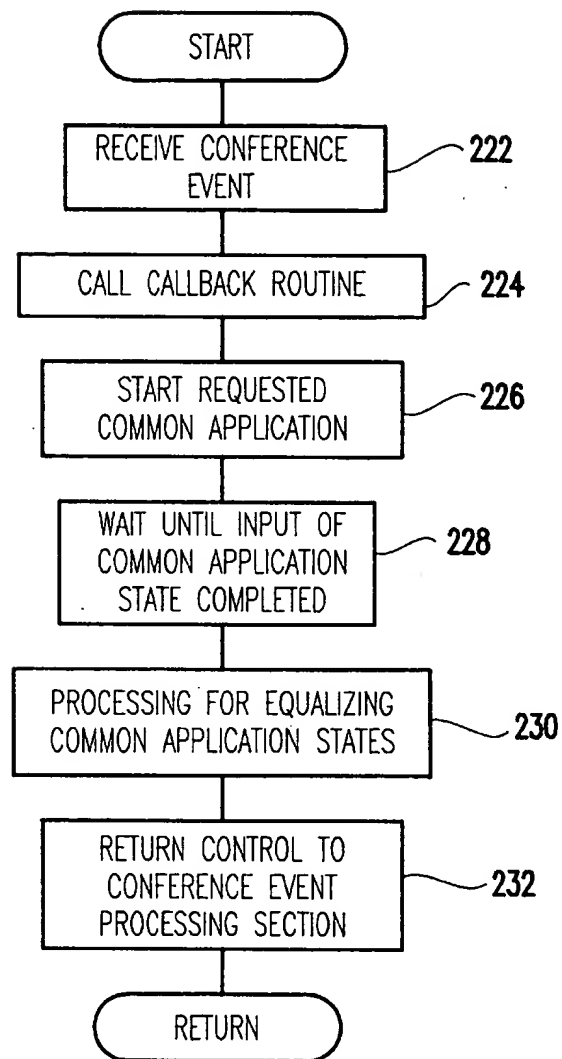 START
RECEIVE CONFERENCE
EVENT
222
CALL CALLBACK ROUTINE
224
START REQUESTED
COMMON APPLICATION
226
WAIT UNTIL INPUT OF
COMMON APPLICATION
STATE COMPLETED
228
PROCESSING FOR EQUALIZING
COMMON APPLICATION STATES
230
RETURN CONTROL TO
CONFERENCE EVENT
PROCESSING SECTION
232
RETURN